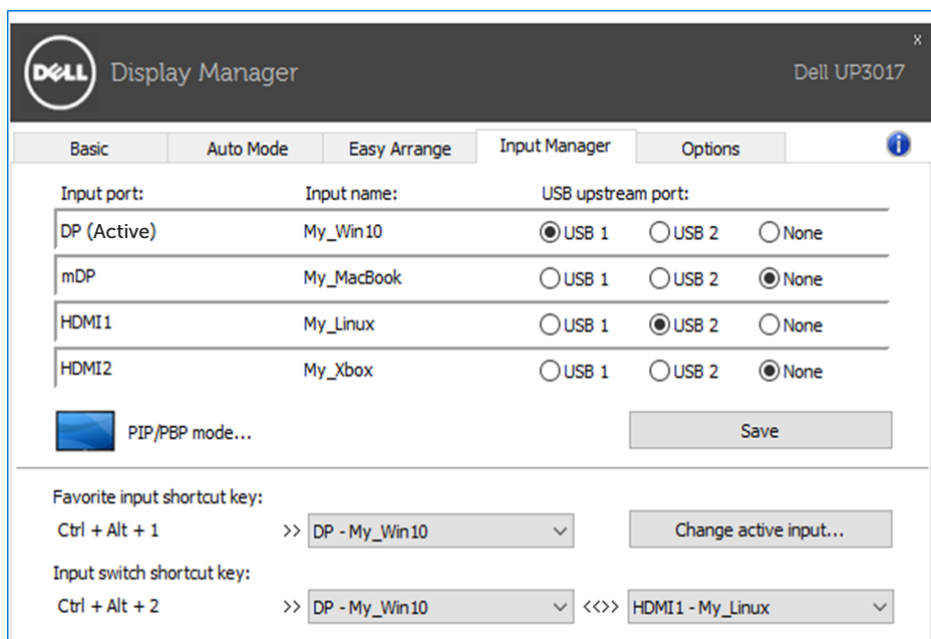 DELL Display Manager Dell UP3017 x
Basic Auto Mode Easy Arrange Input Manager Options i
Input port: Input name: USB upstream port:
DP (Active) My_Win10 USB 1 USB 2 None
mDP My_MacBook USB 1 USB 2 None
HDMI1 My_Linux USB 1 USB 2 None
HDMI2 My_Xbox USB 1 USB 2 None
PIP/PBP mode... Save
Favorite input shortcut key:
Ctrl + Alt + 1 >> DP - My_Win10 Change active input...
Input switch shortcut key:
Ctrl + Alt + 2 >> DP - My_Win10 <<>> HDMI1 - My_Linux